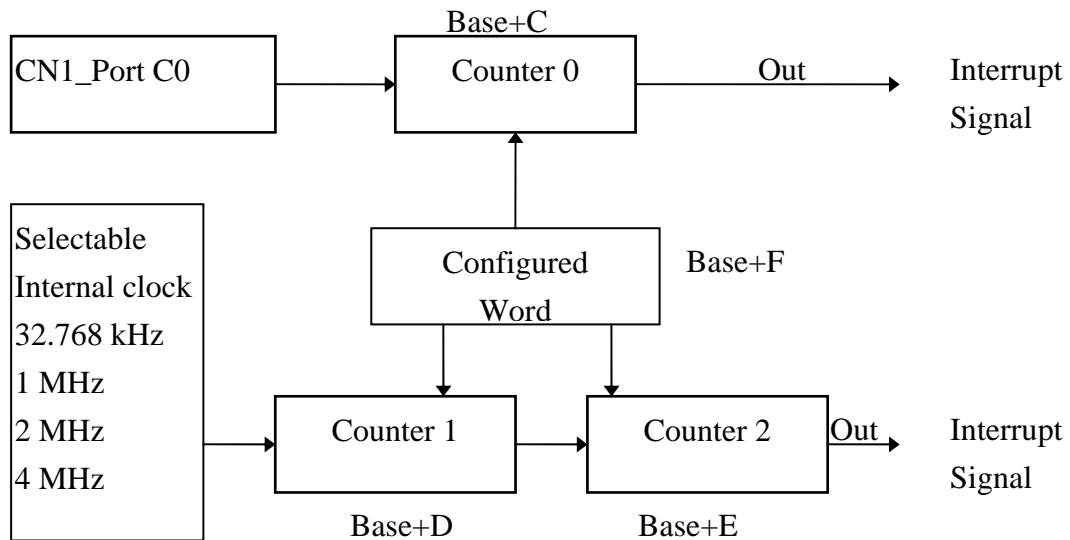 Base+C
CN1_Port C0
Counter 0
Out
Interrupt
Signal
Selectable
Internal clock
32.768 kHz
1 MHz
2 MHz
4 MHz
Configured
Word
Base+F
Counter 1
Counter 2
Out
Interrupt
Signal
Base+D
Base+E